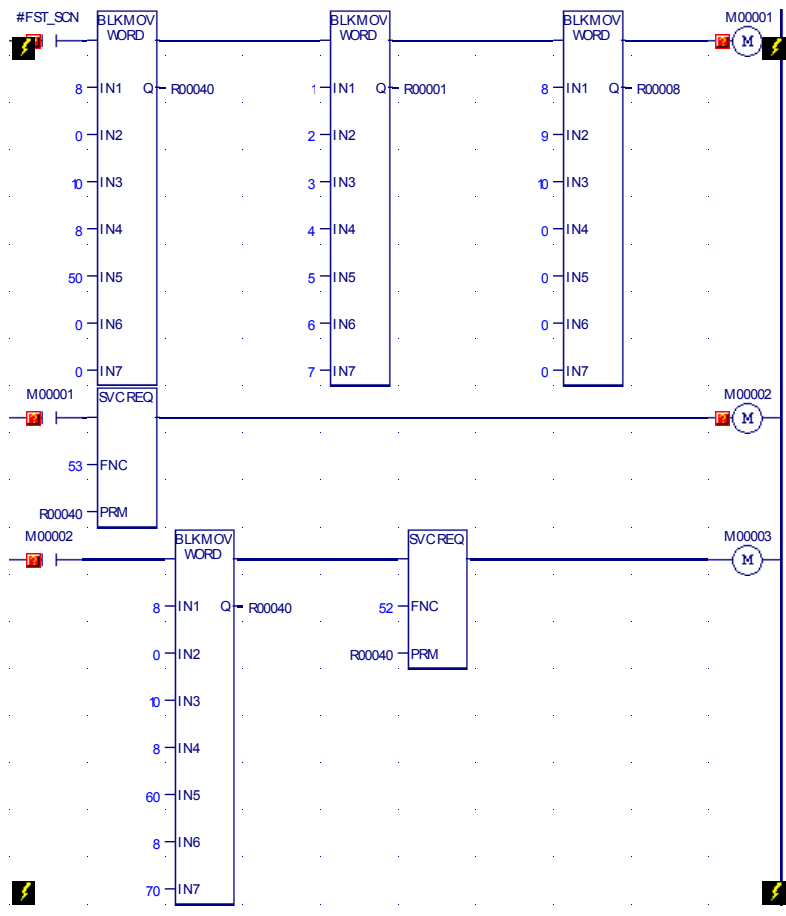 #FST_SCN
BLKMOV
WORD
BLKMOV
WORD
BLKMOV
WORD
M00001
M
8 IN1 Q R00040
1 IN1 Q R00001
8 IN1 Q R00008
0 IN2
2 IN2
9 IN2
10 IN3
3 IN3
10 IN3
8 IN4
4 IN4
0 IN4
50 IN5
5 IN5
0 IN5
0 IN6
6 IN6
0 IN6
0 IN7
7 IN7
0 IN7
M00001
SVCREQ
M00002
M
53 FNC
R00040 PRM
M00002
BLKMOV
WORD
SVCREQ
M00003
M
8 IN1 Q R00040
52 FNC
0 IN2
R00040 PRM
10 IN3
8 IN4
60 IN5
8 IN6
70 IN7